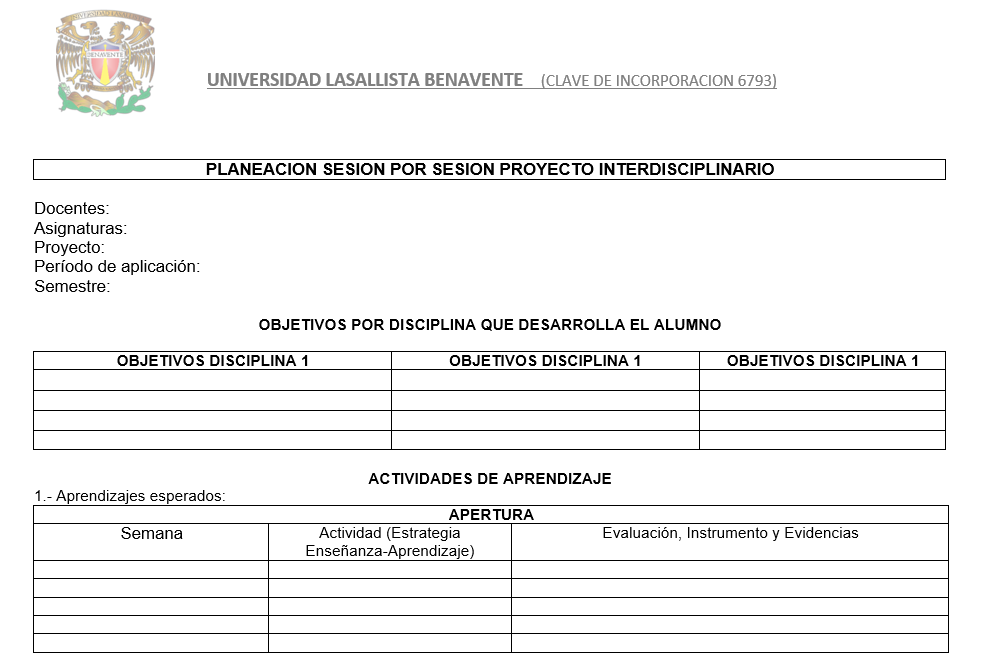 BENAVENTE
UNIVERSIDAD LASALLISTA BENAVENTE (CLAVE DE INCORPORACION 6793)
PLANEACION SESION POR SESION PROYECTO INTERDISCIPLINARIO
Docentes:
Asignaturas:
Proyecto:
Período de aplicación:
Semestre:
OBJETIVOS POR DISCIPLINA QUE DESARROLLA EL ALUMNO
OBJETIVOS DISCIPLINA 1 OBJETIVOS DISCIPLINA 1 OBJETIVOS DISCIPLINA 1
ACTIVIDADES DE APRENDIZAJE
1.- Aprendizajes esperados:
APERTURA
Semana Actividad (Estrategia Evaluación, Instrumento y Evidencias
Enseñanza-Aprendizaje)